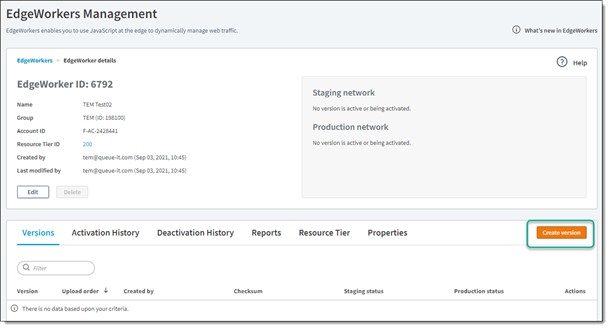 EdgeWorkers Management
EdgeWorkers enables you to use JavaScript at the edge to dynamically manage web traffic.
What's new in EdgeWorkers
EdgeWorkers EdgeWorker details
Help
EdgeWorker ID: 6792
Name TEM Test02
Group TEM (ID: 198100)
Account ID F-AC-2428441
Resource Tier ID 200
Created by tem@queue-it.com (Sep 03, 2021, 10:45)
Last modified by tem@queue-it.com (Sep 03, 2021, 10:45)
Edit Delete
Staging network
No version is active or being activated.
Production network
No version is active or being activated.
Versions Activation History Deactivation History Reports Resource Tier Properties Create version
Filter
Version Upload order Created by Checksum Staging status Production status Actions
There is no data based upon your criteria.